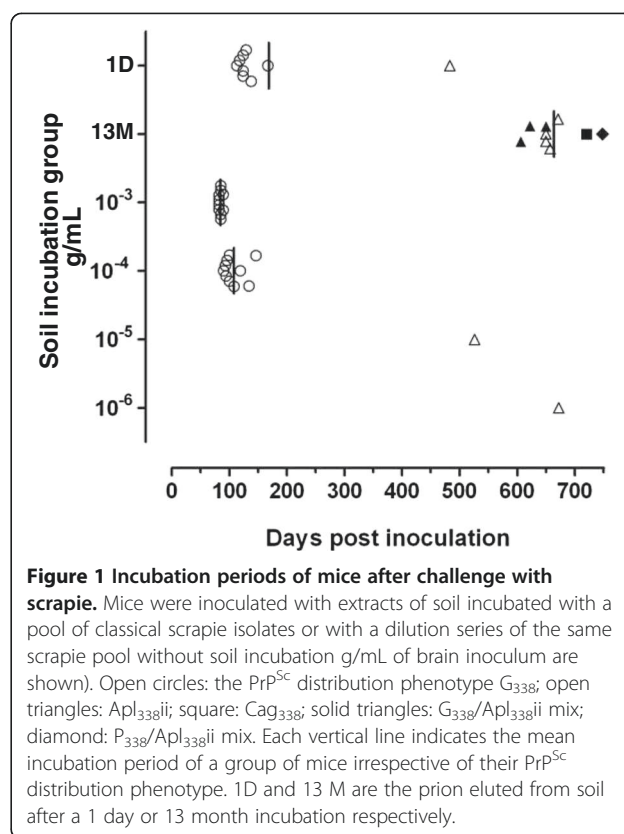 1D
13M
10⁻³
10⁻⁴
10⁻⁵
10⁻⁶
Soil incubation group
g/mL
0 100 200 300 400 500 600 700
Days post inoculation
Figure 1 Incubation periods of mice after challenge with
scrapie. Mice were inoculated with extracts of soil incubated with a
pool of classical scrapie isolates or with a dilution series of the same
scrapie pool without soil incubation g/mL of brain inoculum are
shown). Open circles: the PrPˢᶜ distribution phenotype G₃₃₈; open
triangles: Apl₃₃₈ii; square: Cag₃₃₈; solid triangles: G₃₃₈/Apl₃₃₈ii mix;
diamond: P₃₃₈/Apl₃₃₈ii mix. Each vertical line indicates the mean
incubation period of a group of mice irrespective of their PrPˢᶜ
distribution phenotype. 1D and 13 M are the prion eluted from soil
after a 1 day or 13 month incubation respectively.